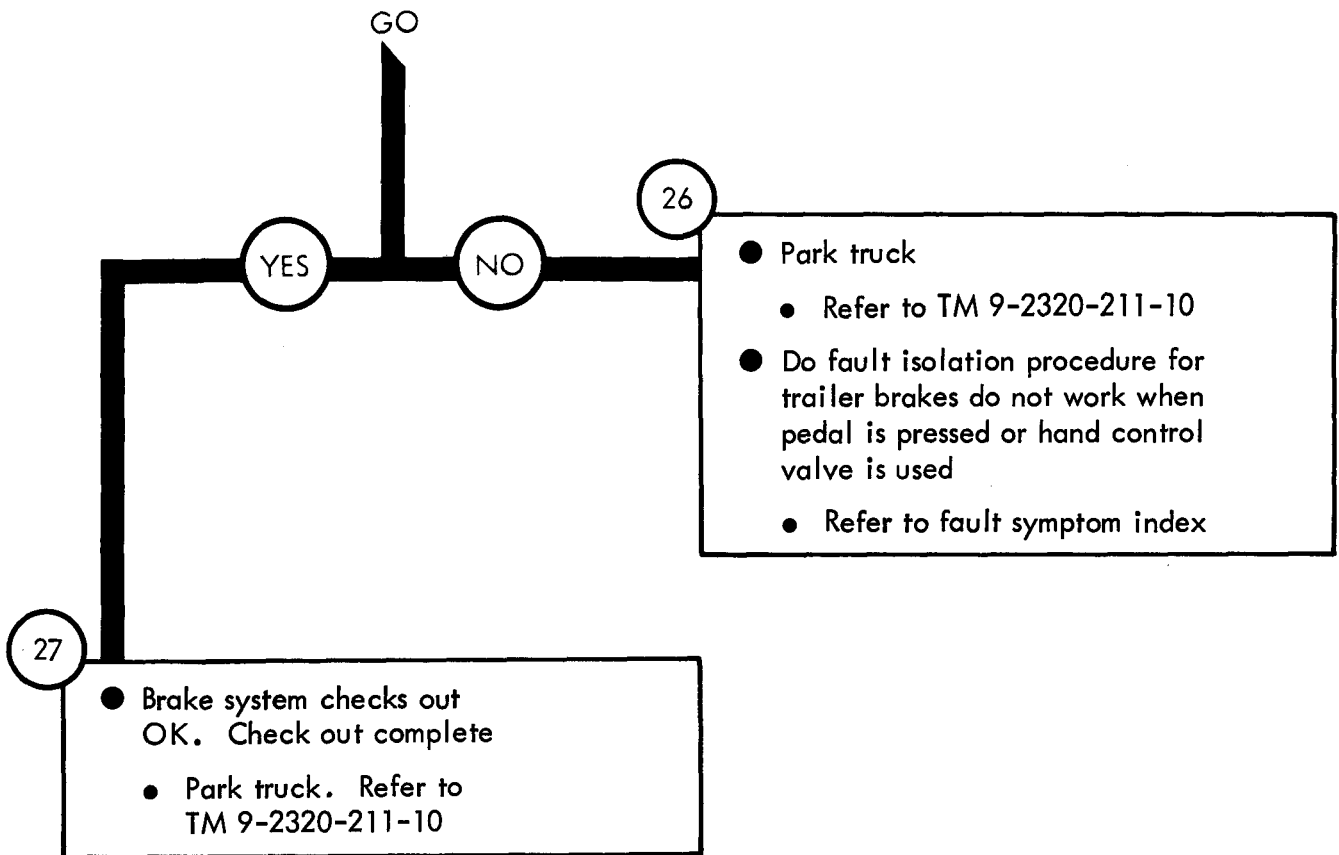 GO
YES
NO
26
● Park truck
● Refer to TM 9-2320-211-10
● Do fault isolation procedure for
trailer brakes do not work when
pedal is pressed or hand control
valve is used
● Refer to fault symptom index
27
● Brake system checks out
OK. Check out complete
● Park truck. Refer to
TM 9-2320-211-10